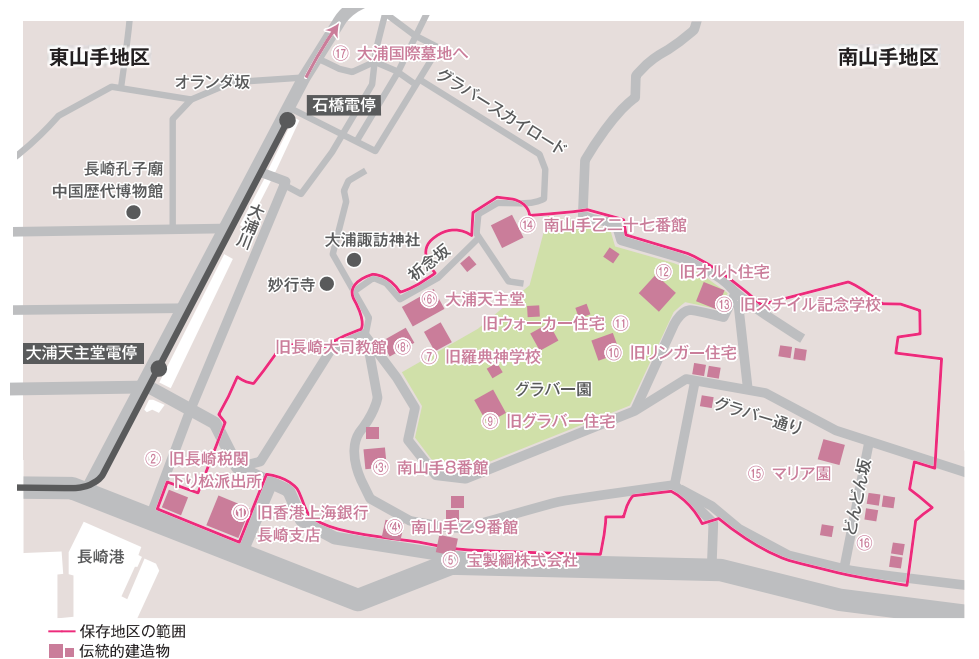 東山手地区
南山手地区
⑰ 大浦国際墓地へ
オランダ坂
グラバースカイロード
石橋電停
長崎孔子廟
中国歴代博物館
大浦川
⑭ 南山手乙二十七番館
大浦諏訪神社
祈念坂
妙行寺
⑫ 旧オルト住宅
⑥ 大浦天主堂
⑬ 旧スチイル記念学校
旧ウォーカー住宅 ⑪
大浦天主堂電停
旧長崎大司教館 ⑧
⑦ 旧羅典神学校
⑩ 旧リンガー住宅
グラバー園
グラバー通り
⑨ 旧グラバー住宅
② 旧長崎税関
下り松派出所
③ 南山手8番館
⑮ マリア園
どんどん坂
① 旧香港上海銀行
長崎支店
④ 南山手乙9番館
⑯
長崎港
⑤ 宝製綱株式会社
保存地区の範囲
伝統的建造物